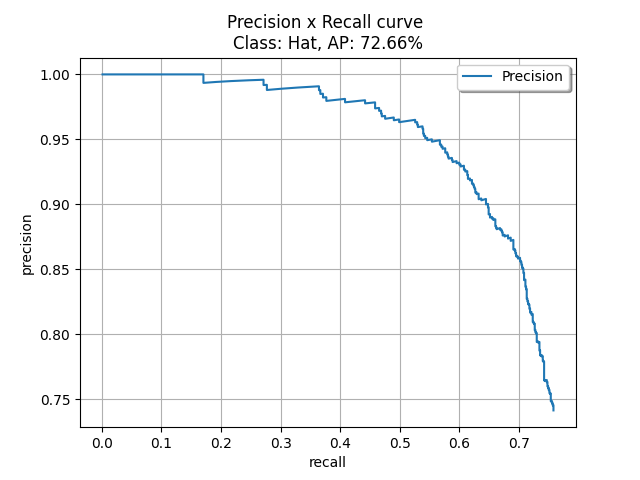 Precision x Recall curve
Class: Hat, AP: 72.66%
Precision
1.00
0.95
0.90
0.85
0.80
0.75
precision
0.0 0.1 0.2 0.3 0.4 0.5 0.6 0.7
recall